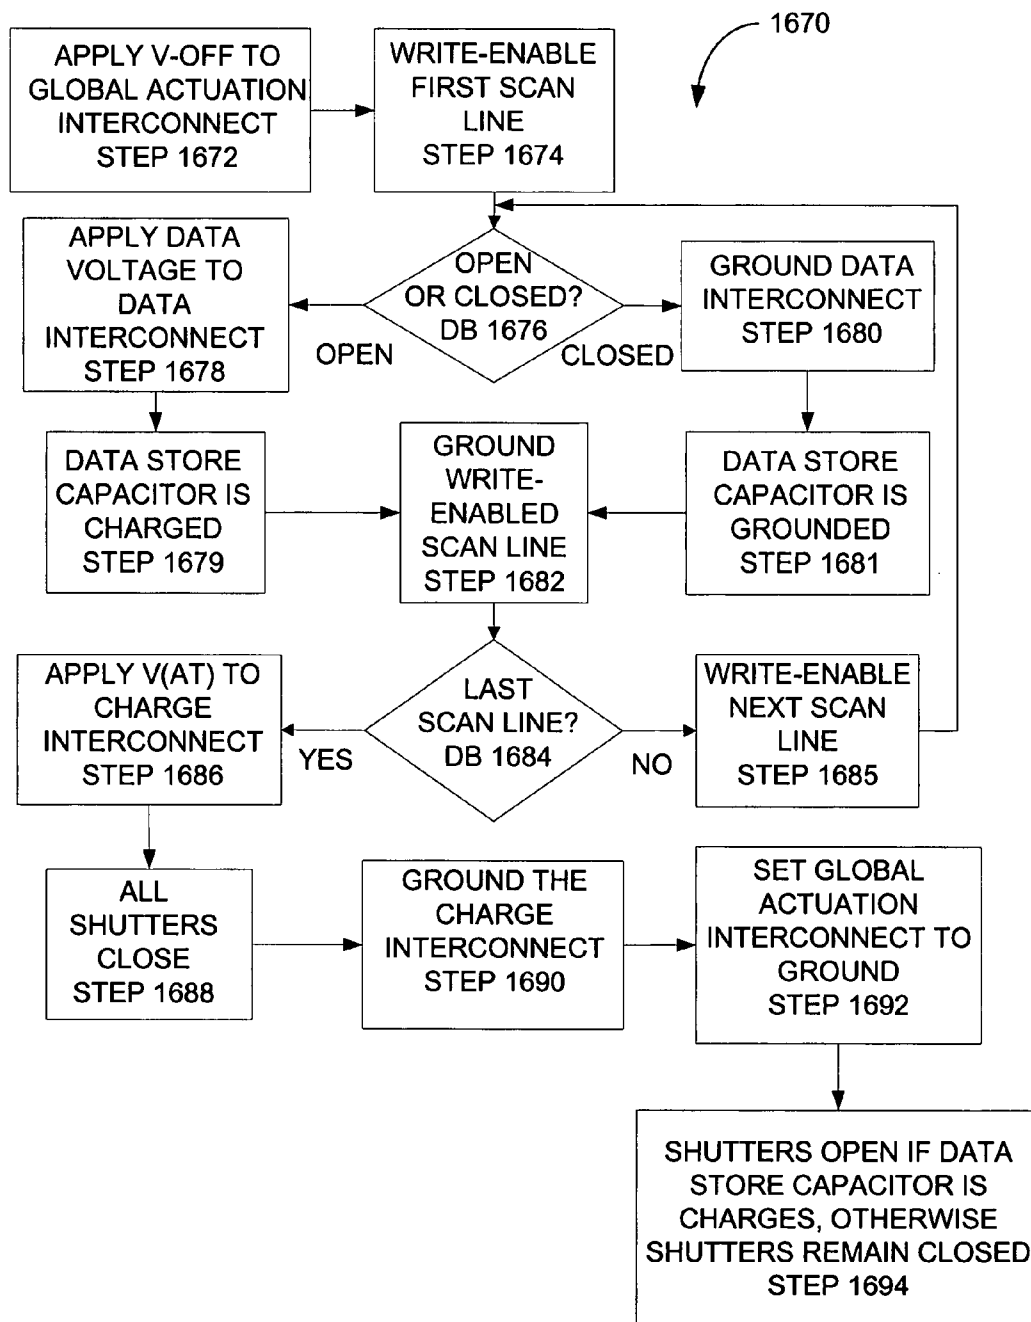 1670
APPLY V-OFF TO
GLOBAL ACTUATION
INTERCONNECT
STEP 1672
WRITE-ENABLE
FIRST SCAN
LINE
STEP 1674
APPLY DATA
VOLTAGE TO
DATA
INTERCONNECT
STEP 1678
OPEN
OR CLOSED?
DB 1676
OPEN
CLOSED
GROUND DATA
INTERCONNECT
STEP 1680
DATA STORE
CAPACITOR IS
CHARGED
STEP 1679
GROUND
WRITE-
ENABLED
SCAN LINE
STEP 1682
DATA STORE
CAPACITOR IS
GROUNDED
STEP 1681
APPLY V(AT) TO
CHARGE
INTERCONNECT
STEP 1686
LAST
SCAN LINE?
DB 1684
YES
NO
WRITE-ENABLE
NEXT SCAN
LINE
STEP 1685
ALL
SHUTTERS
CLOSE
STEP 1688
GROUND THE
CHARGE
INTERCONNECT
STEP 1690
SET GLOBAL
ACTUATION
INTERCONNECT TO
GROUND
STEP 1692
SHUTTERS OPEN IF DATA
STORE CAPACITOR IS
CHARGES, OTHERWISE
SHUTTERS REMAIN CLOSED
STEP 1694